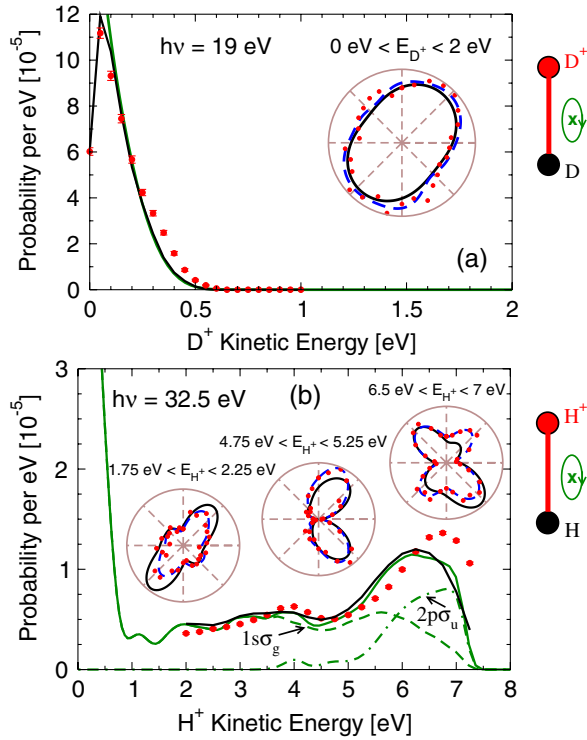 12
10
8
6
4
2
0
Probability per eV [10⁻⁵]
hν = 19 eV
0 eV < E_D⁺ < 2 eV
(a)
0
0.5
1
1.5
2
D⁺ Kinetic Energy [eV]
D⁺
x
D
3
2
1
0
Probability per eV [10⁻⁵]
hν = 32.5 eV
(b)
6.5 eV < E_H⁺ < 7 eV
4.75 eV < E_H⁺ < 5.25 eV
1.75 eV < E_H⁺ < 2.25 eV
1sσ_g
2pσ_u
0 1 2 3 4 5 6 7 8
H⁺ Kinetic Energy [eV]
H⁺
x
H